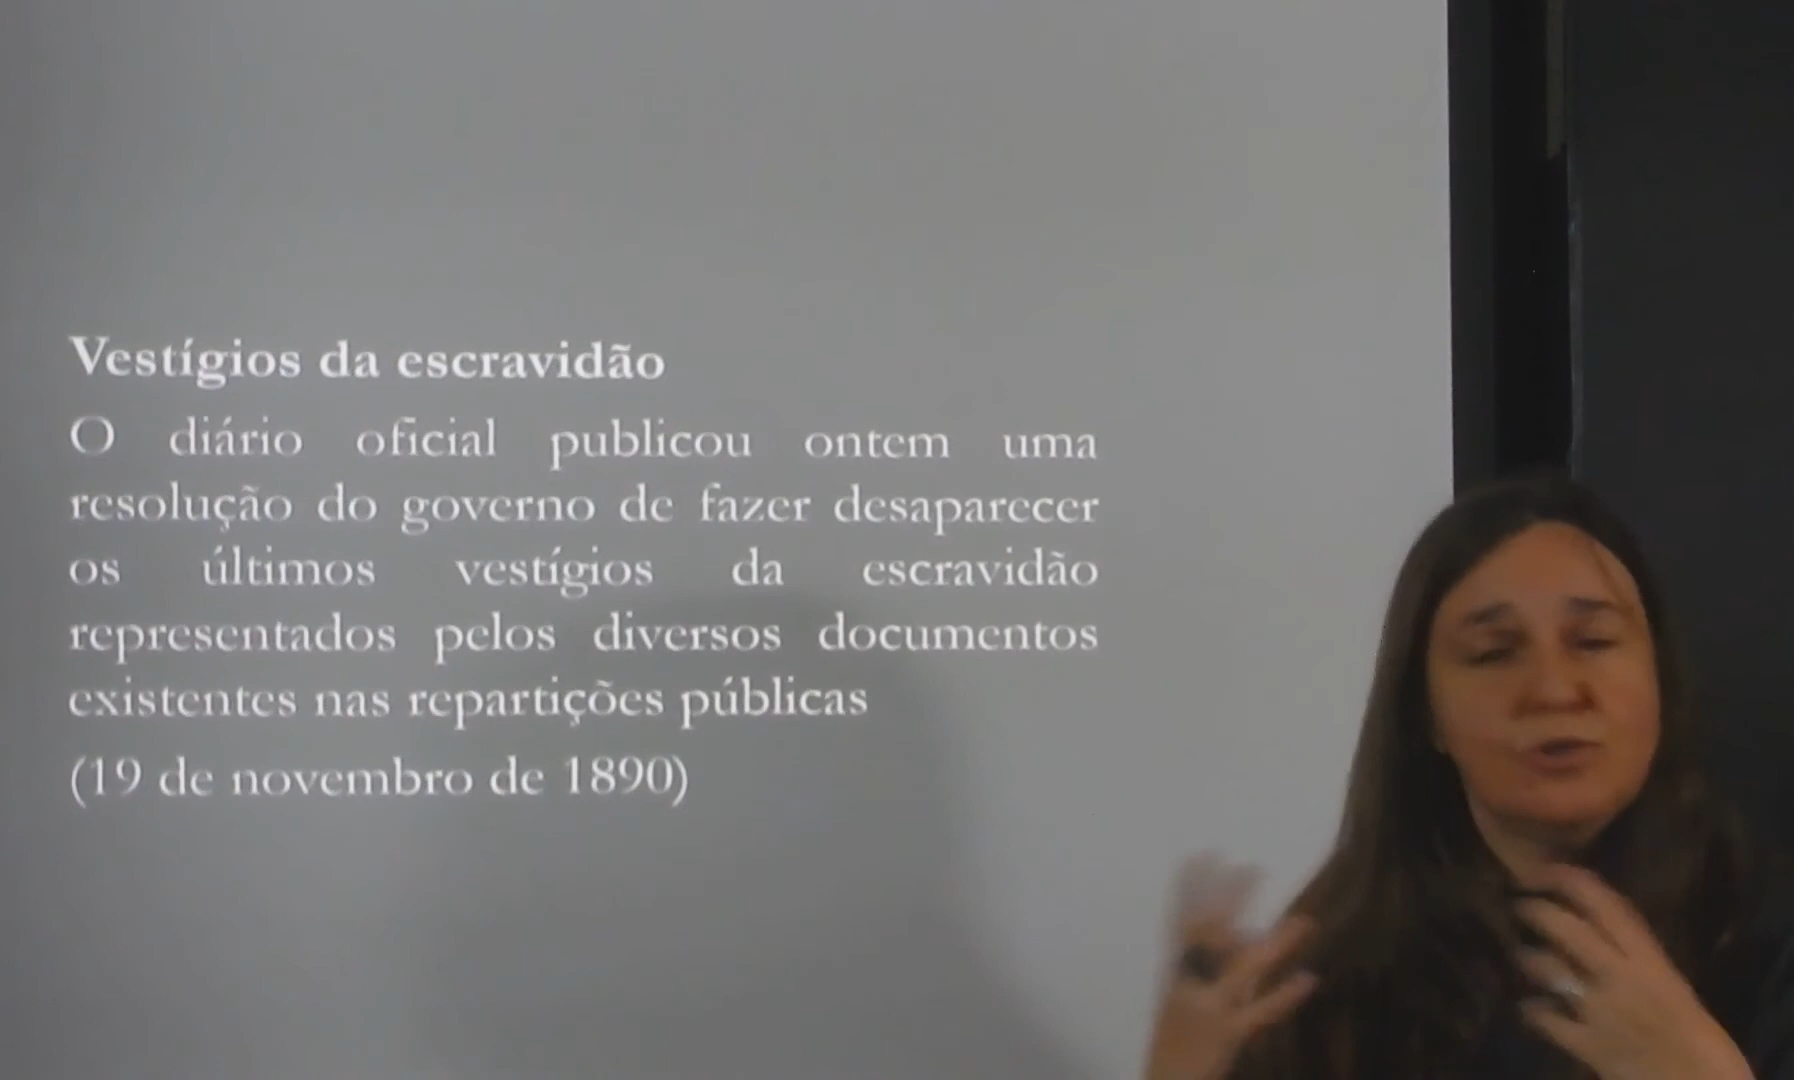 Vestígios da escravidão
O diário oficial publicou ontem uma
resolução do governo de fazer desaparecer
os últimos vestígios da escravidão
representados pelos diversos documentos
existentes nas repartições públicas
(19 de novembro de 1890)